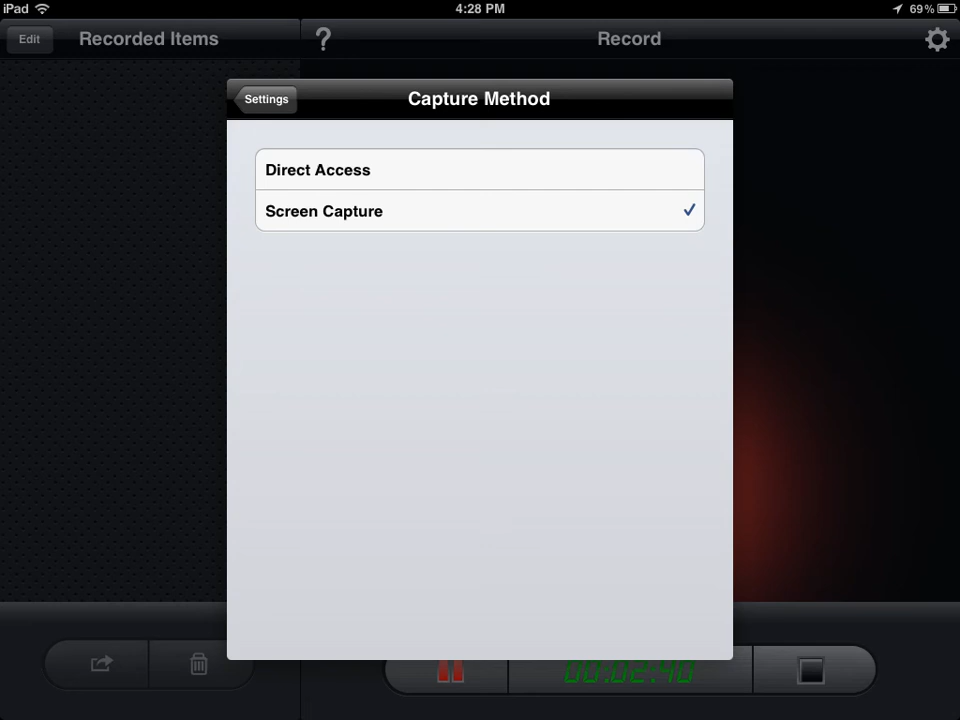 iPad 4:28 PM 69%
Edit Recorded Items ? Record
Settings Capture Method
Direct Access
Screen Capture
00:02:40